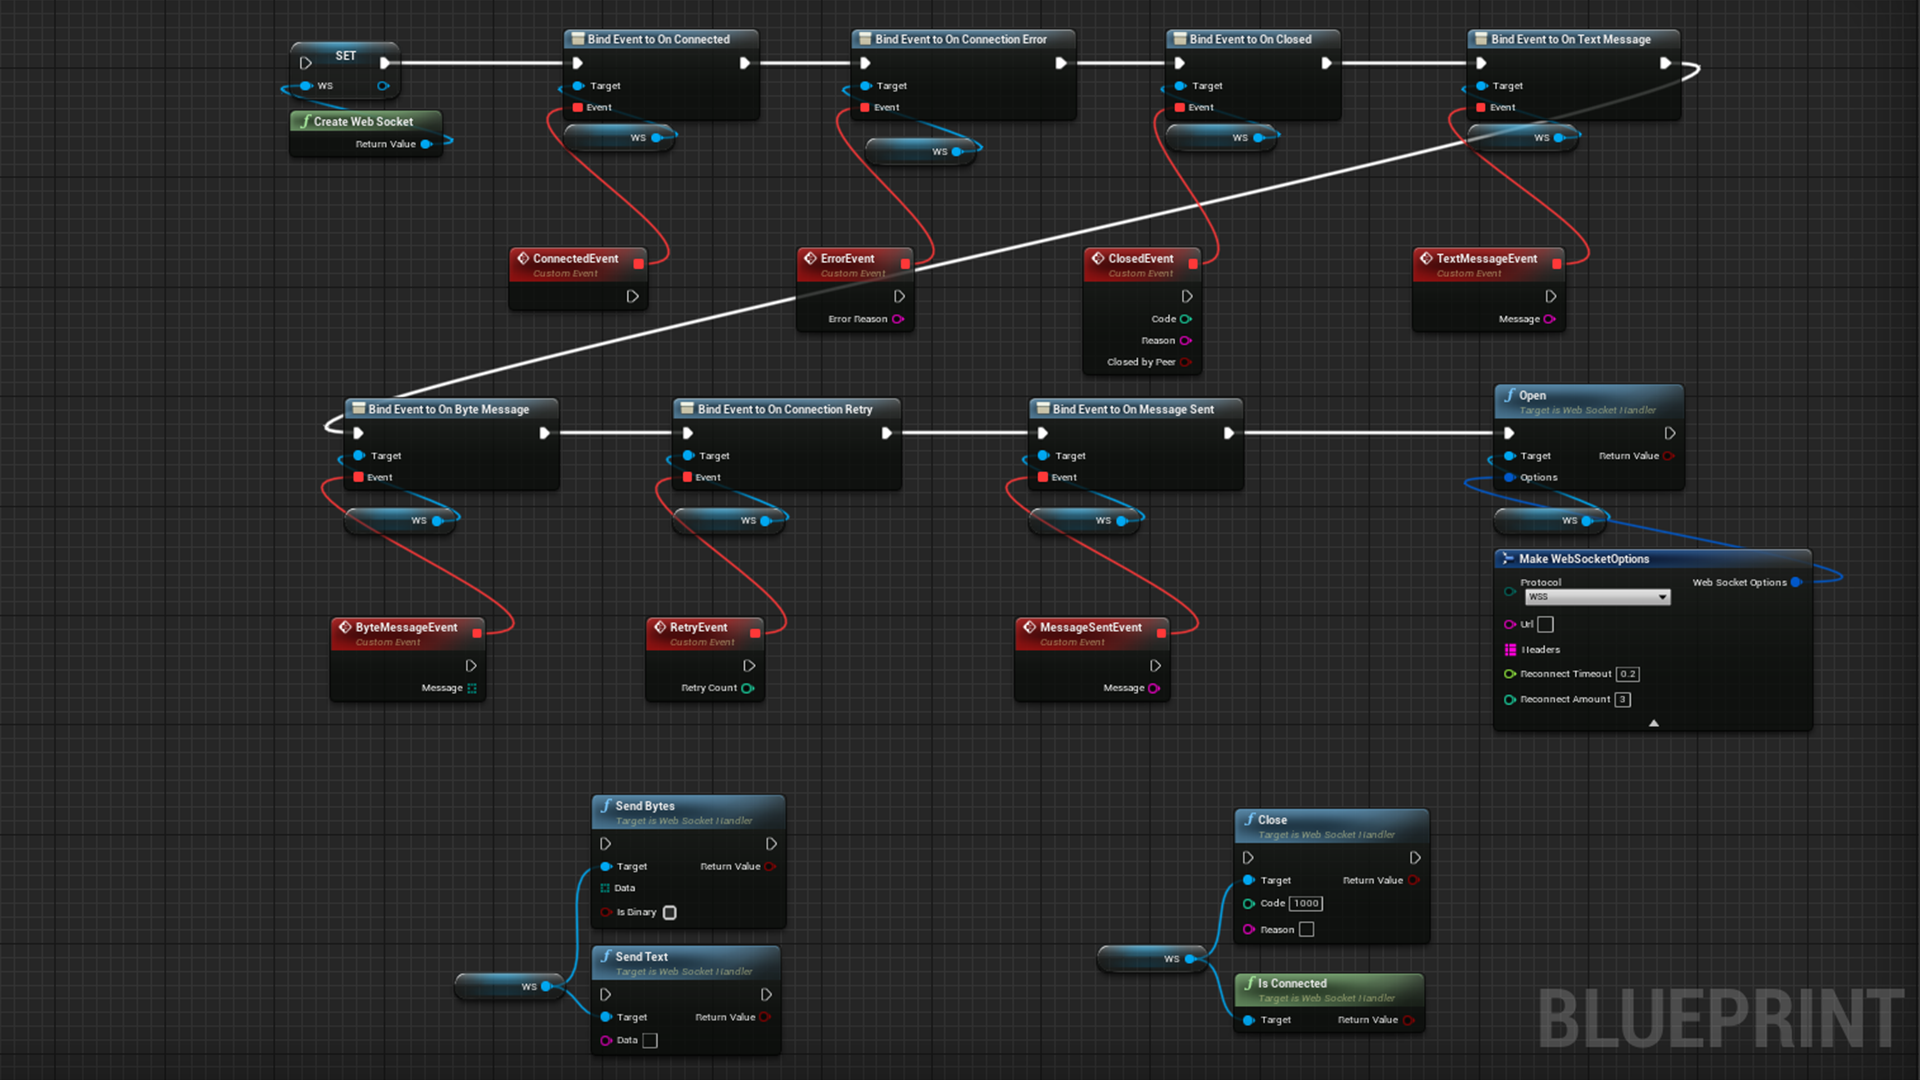 SET
WS
Create Web Socket
Return Value
Bind Event to On Connected
Target
Event
WS
Bind Event to On Connection Error
Target
Event
WS
Bind Event to On Closed
Target
Event
WS
Bind Event to On Text Message
Target
Event
WS
ConnectedEvent
Custom Event
ErrorEvent
Custom Event
Error Reason
ClosedEvent
Custom Event
Code
Reason
Closed by Peer
TextMessageEvent
Custom Event
Message
Bind Event to On Byte Message
Target
Event
WS
Bind Event to On Connection Retry
Target
Event
WS
Bind Event to On Message Sent
Target
Event
WS
Open
Target is Web Socket Handler
Target
Return Value
Options
WS
Make WebSocketOptions
Protocol
Web Socket Options
WSS
Url
Headers
Reconnect Timeout 0.2
Reconnect Amount 3
ByteMessageEvent
Custom Event
Message
RetryEvent
Custom Event
Retry Count
MessageSentEvent
Custom Event
Message
Send Bytes
Target is Web Socket Handler
Target
Return Value
Data
Is Binary
Send Text
Target is Web Socket Handler
Target
Return Value
Data
WS
Close
Target is Web Socket Handler
Target
Return Value
Code 1000
Reason
WS
Is Connected
Target is Web Socket Handler
Target
Return Value
BLUEPRINT